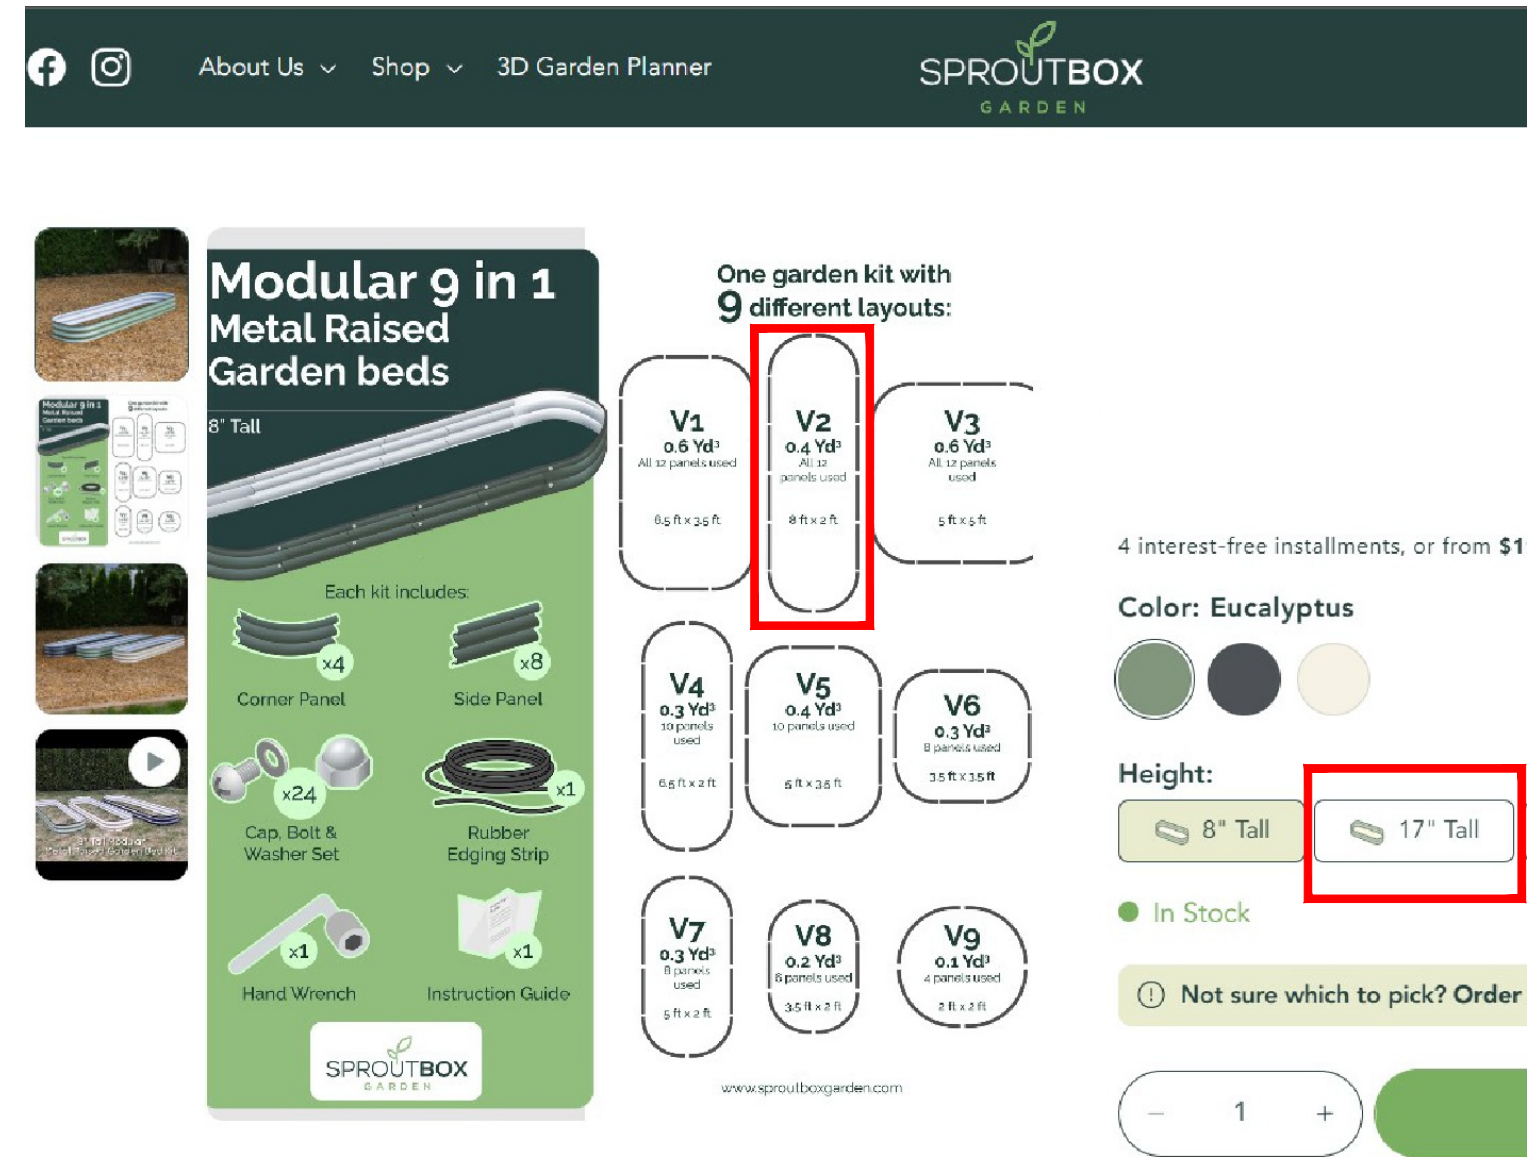 About Us
Shop
3D Garden Planner
SPROUTBOX
GARDEN
Modular 9 in 1
Metal Raised
Garden beds
8" Tall
Each kit includes:
x4
Corner Panel
x8
Side Panel
x24
Cap, Bolt &
Washer Set
x1
Rubber
Edging Strip
x1
Hand Wrench
x1
Instruction Guide
SPROUTBOX
GARDEN
One garden kit with
9 different layouts:
V1
0.6 Yd³
All 12 panels used
6.5 ft x 3.5 ft
V2
0.4 Yd³
All 12
panels used
8 ft x 2 ft
V3
0.6 Yd³
All 12 panels
used
5 ft x 5 ft
V4
0.3 Yd³
10 panels
used
6.5 ft x 2 ft
V5
0.4 Yd³
10 panels used
5 ft x 3.5 ft
V6
0.3 Yd³
8 panels used
3.5 ft x 3.5 ft
V7
0.3 Yd³
8 panels
used
5 ft x 2 ft
V8
0.2 Yd³
6 panels used
3.5 ft x 2 ft
V9
0.1 Yd³
4 panels used
2 ft x 2 ft
www.sproutboxgarden.com
4 interest-free installments, or from $1
Color: Eucalyptus
Height:
8" Tall
17" Tall
In Stock
Not sure which to pick? Order
1